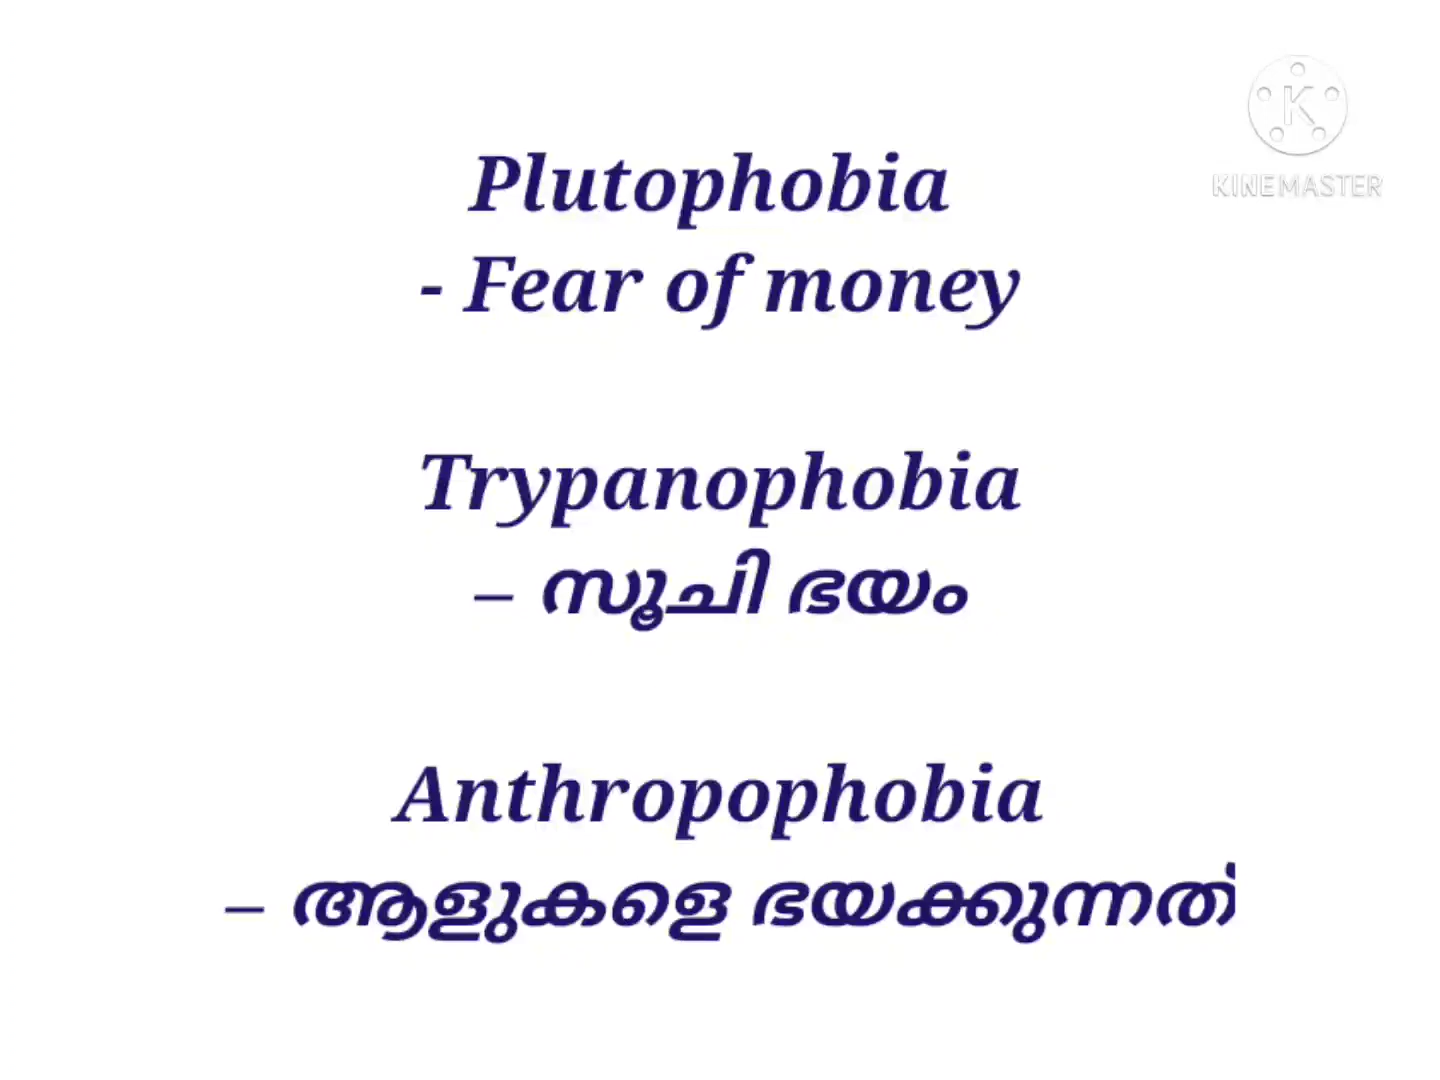 Plutophobia
- Fear of money
Trypanophobia
– സൂചി ഭയം
Anthropophobia
– ആളുകളെ ഭയക്കുന്നത്
KINEMASTER